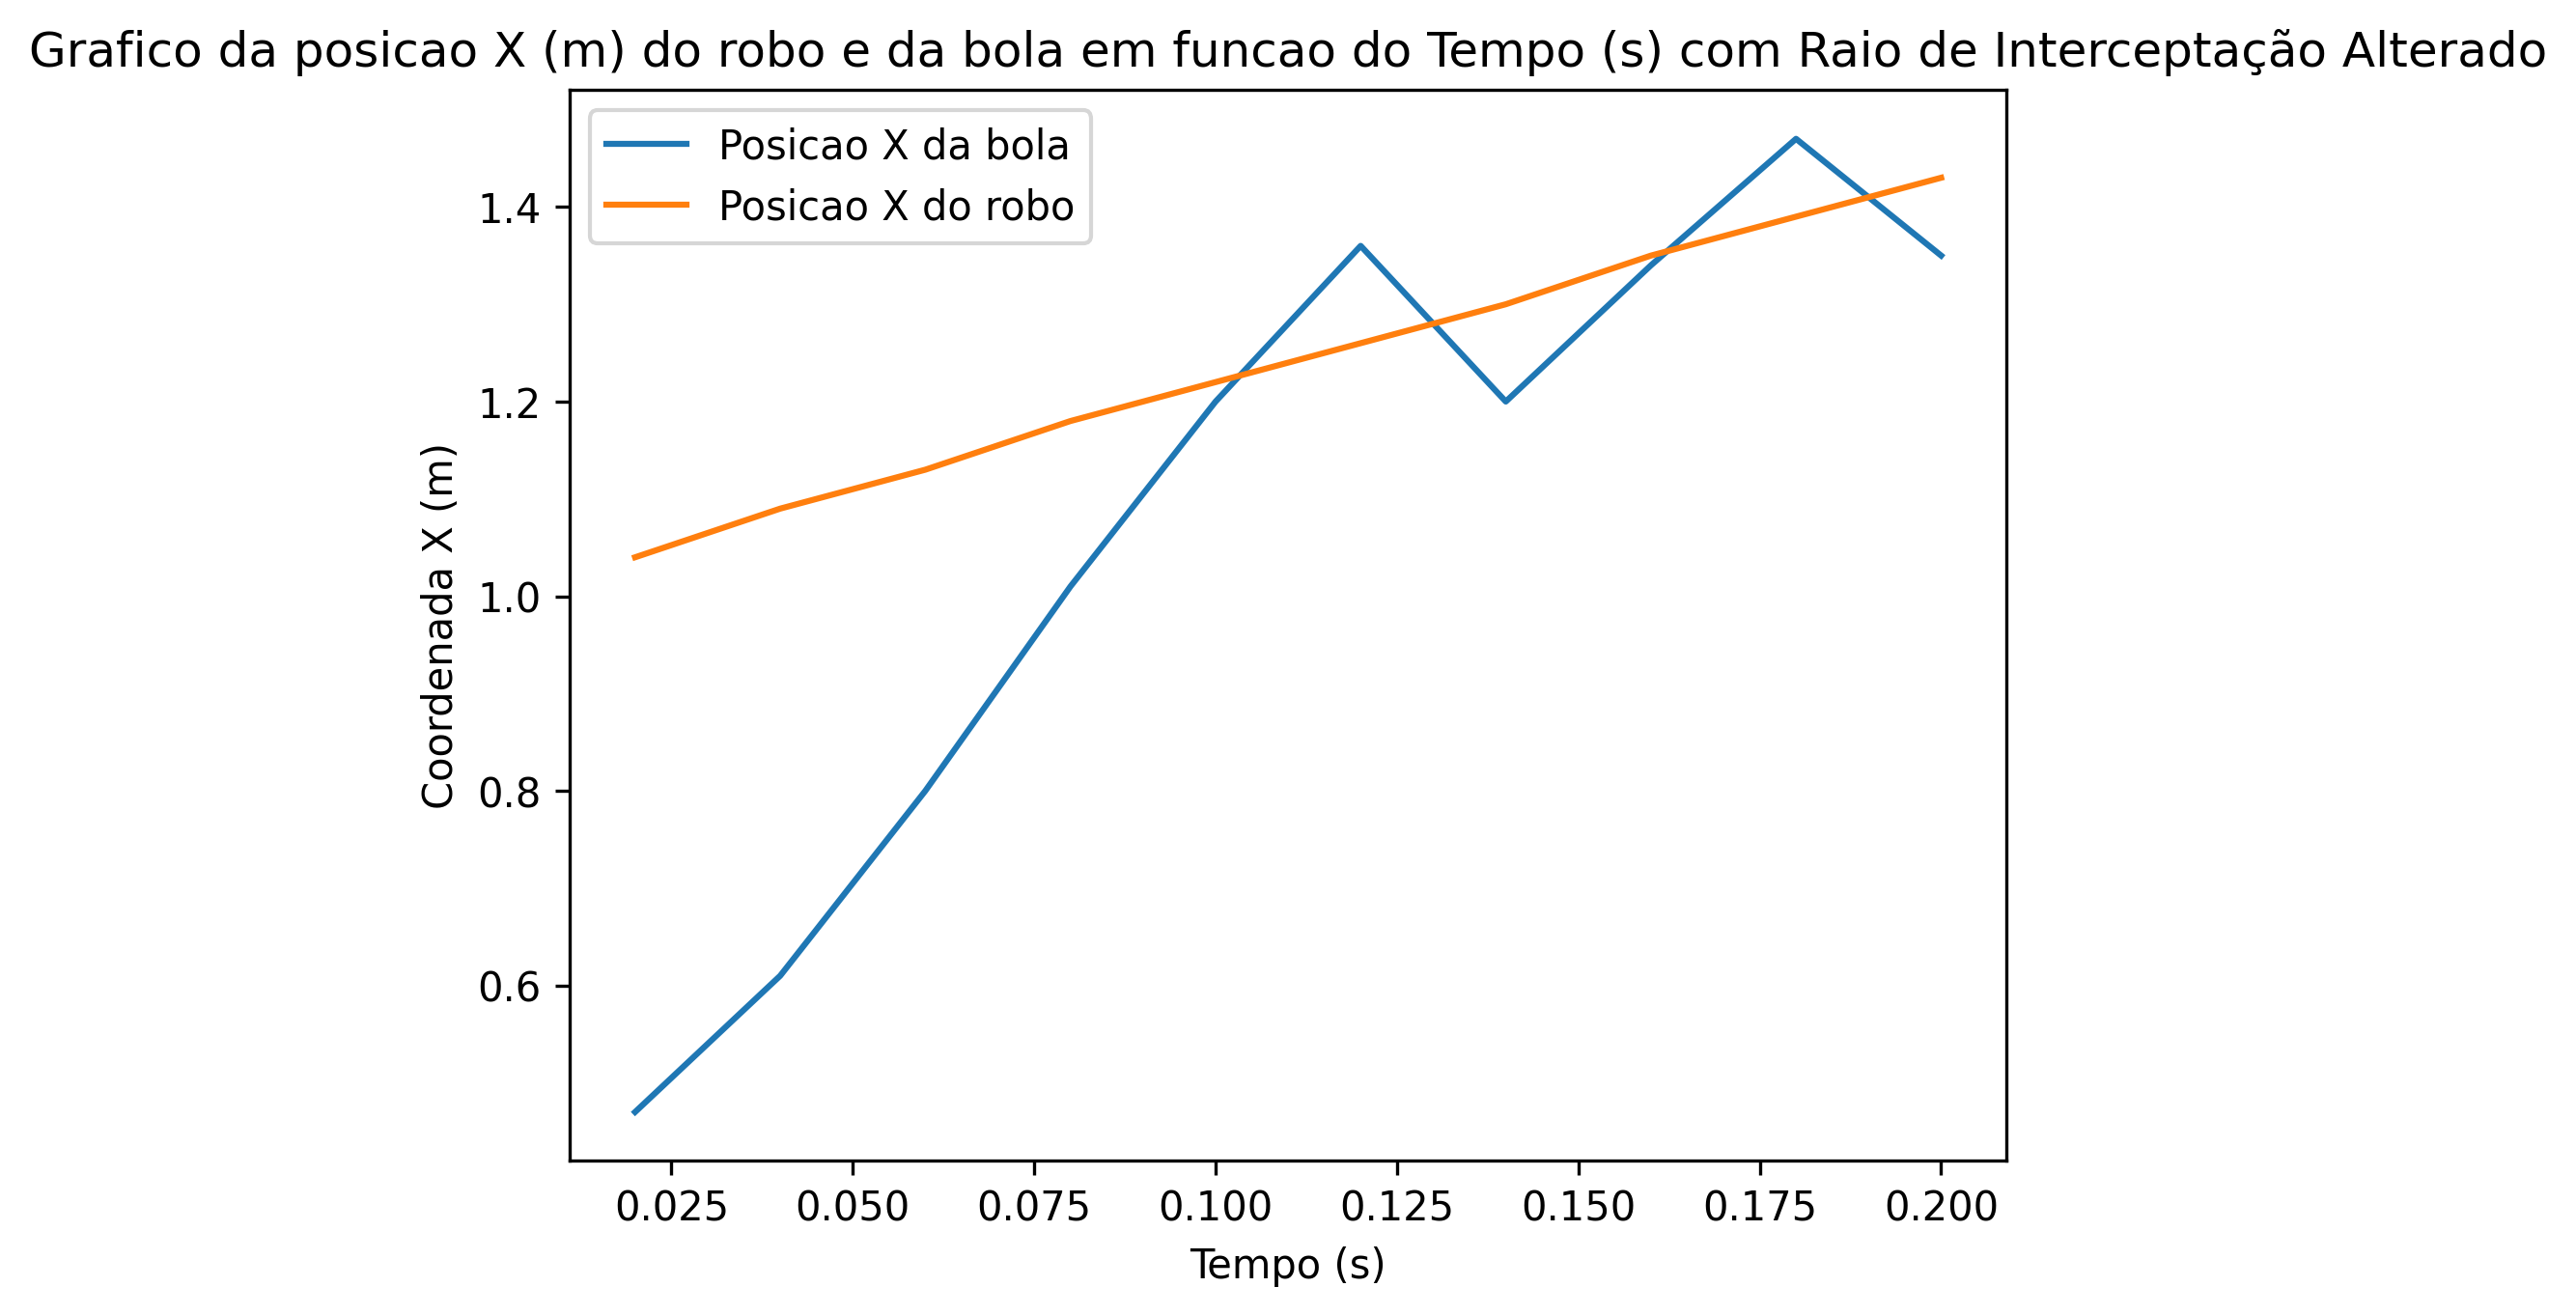 Grafico da posicao X (m) do robo e da bola em funcao do Tempo (s) com Raio de Interceptação Alterado
Posicao X da bola
Posicao X do robo
Coordenada X (m)
1.4
1.2
1.0
0.8
0.6
0.025 0.050 0.075 0.100 0.125 0.150 0.175 0.200
Tempo (s)